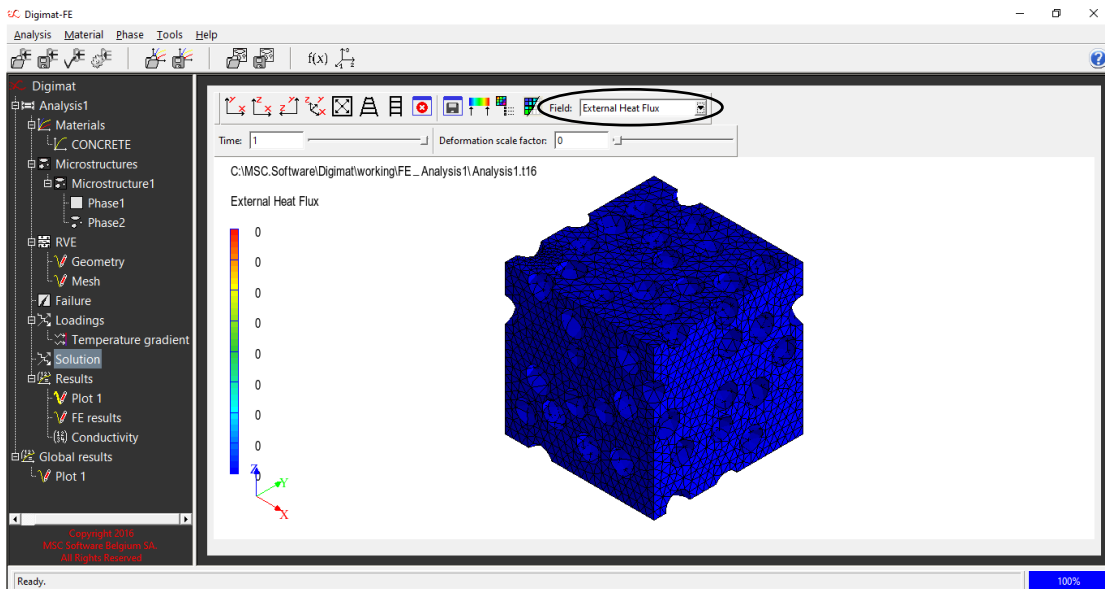 Digimat-FE
Analysis Material Phase Tools Help
f(x)
Digimat
Analysis1
Materials
CONCRETE
Microstructures
Microstructure1
Phase1
Phase2
RVE
Geometry
Mesh
Failure
Loadings
Temperature gradient
Solution
Results
Plot 1
FE results
Conductivity
Global results
Plot 1
Copyright 2016
MSC Software Belgium SA.
All Rights Reserved
Field: External Heat Flux
Time: 1 Deformation scale factor: 0
C:\MSC.Software\Digimat\working\FE_Analysis1\Analysis1.t16
External Heat Flux
0
0
0
0
0
0
0
0
0
Z
Y
X
Ready. 100%